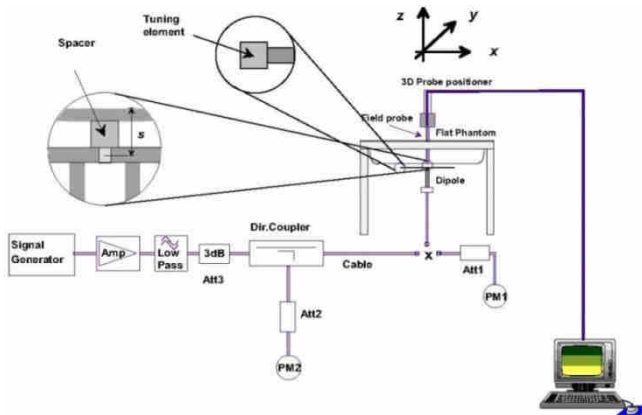 Tuning
element
Spacer
s
z
y
x
3D Probe positioner
Field probe
Flat Phantom
Dipole
Signal
Generator
Amp
Low
Pass
3dB
Att3
Dir.Coupler
Cable
x
Att1
PM1
Att2
PM2